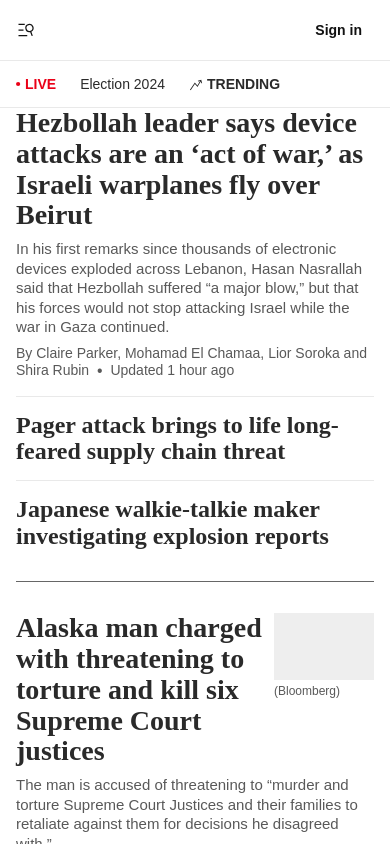 Sign in
LIVE Election 2024 TRENDING
Hezbollah leader says device
attacks are an ‘act of war,’ as
Israeli warplanes fly over
Beirut
In his first remarks since thousands of electronic
devices exploded across Lebanon, Hasan Nasrallah
said that Hezbollah suffered “a major blow,” but that
his forces would not stop attacking Israel while the
war in Gaza continued.
By Claire Parker, Mohamad El Chamaa, Lior Soroka and
Shira Rubin • Updated 1 hour ago
Pager attack brings to life long-
feared supply chain threat
Japanese walkie-talkie maker
investigating explosion reports
Alaska man charged
with threatening to
torture and kill six
Supreme Court
justices
(Bloomberg)
The man is accused of threatening to “murder and
torture Supreme Court Justices and their families to
retaliate against them for decisions he disagreed
with.”